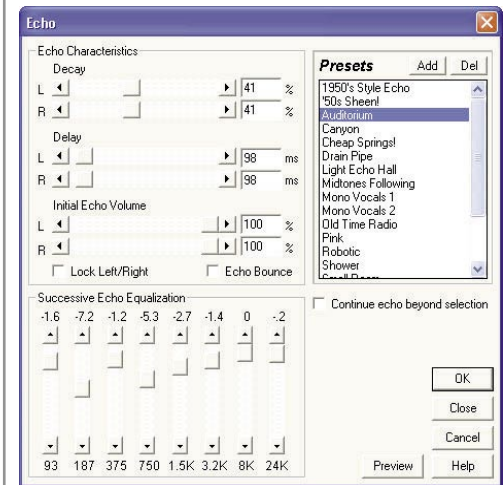 Echo
Echo Characteristics
Decay
L 41 %
R 41 %
Delay
L 98 ms
R 98 ms
Initial Echo Volume
L 100 %
R 100 %
Lock Left/Right Echo Bounce
Presets Add Del
1950's Style Echo
'50s Sheen!
Auditorium
Canyon
Cheap Springs!
Drain Pipe
Light Echo Hall
Midtones Following
Mono Vocals 1
Mono Vocals 2
Old Time Radio
Pink
Robotic
Shower
Small Room
Successive Echo Equalization
-1.6 -7.2 -1.2 -5.3 -2.7 -1.4 0 -.2
93 187 375 750 1.5K 3.2K 8K 24K
Continue echo beyond selection
OK
Close
Cancel
Preview Help